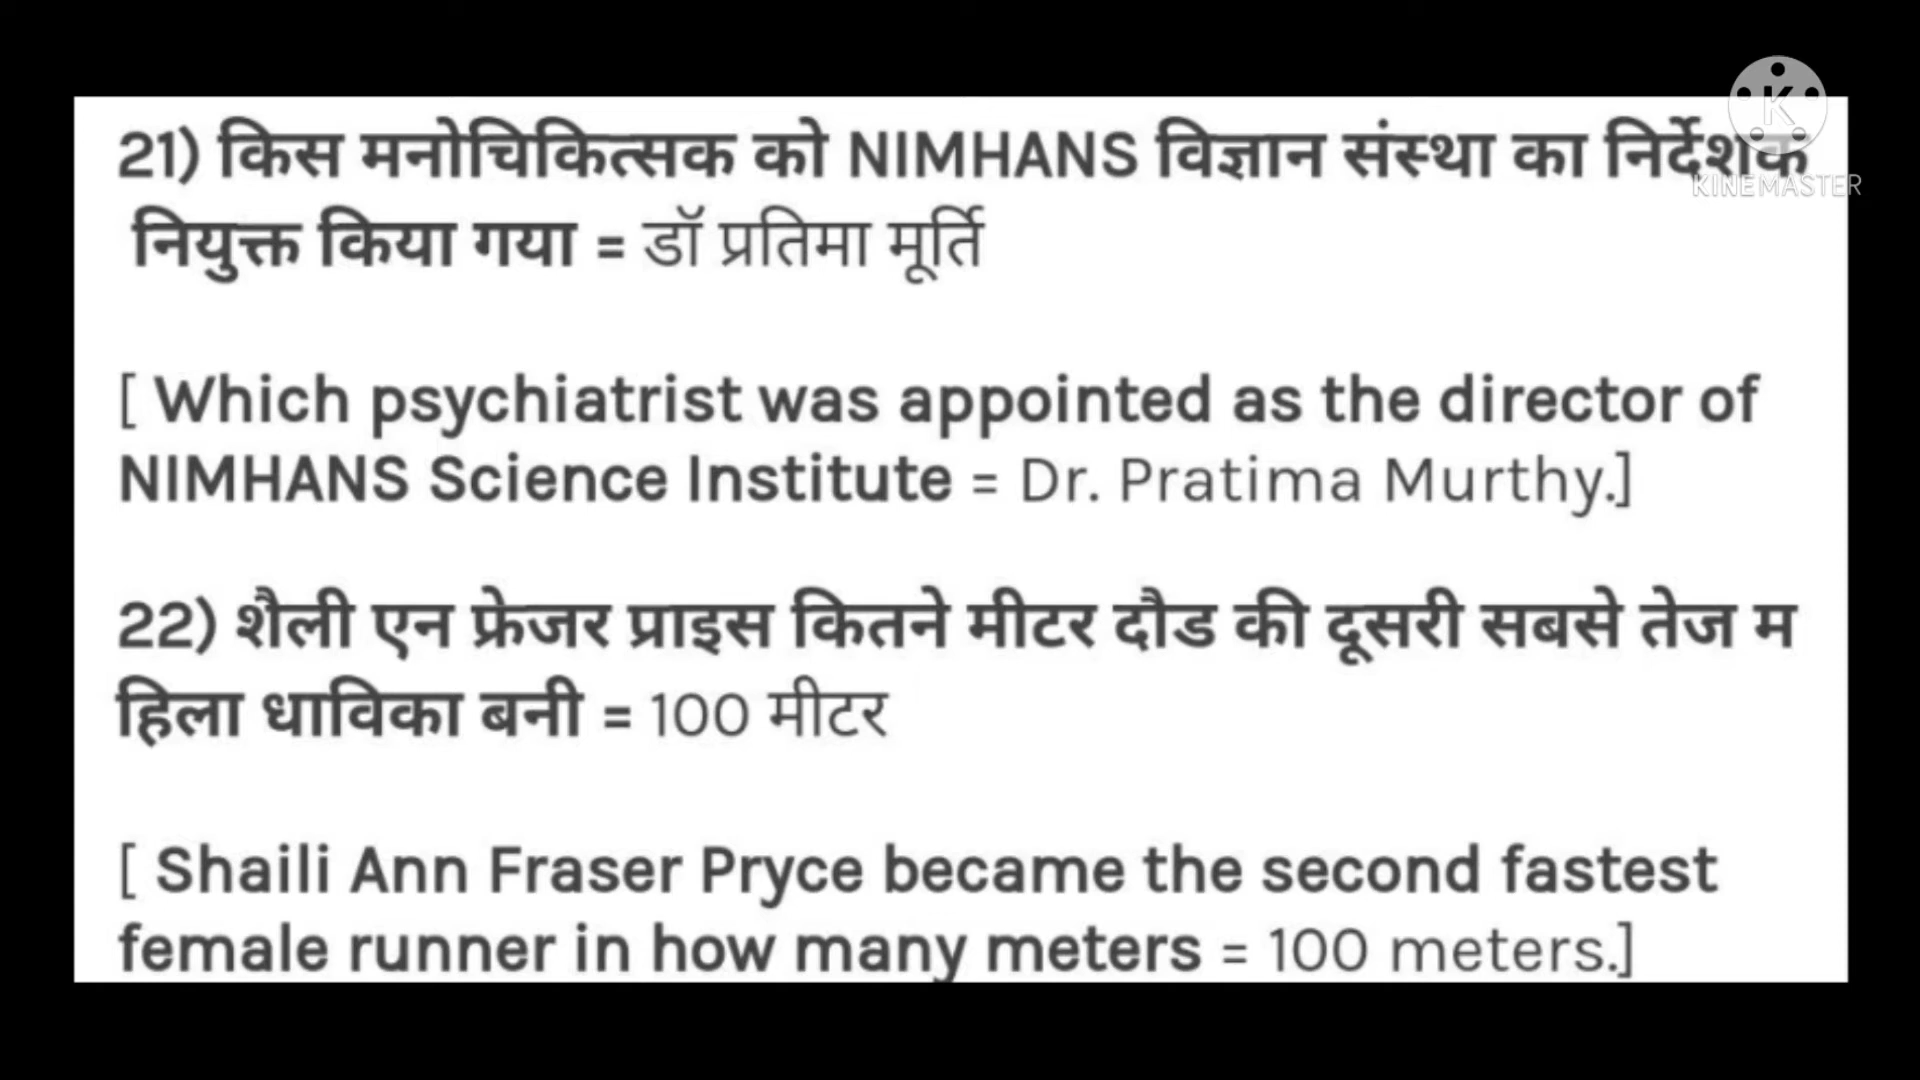 21) किस मनोचिकित्सक को NIMHANS विज्ञान संस्था का निर्देशक
नियुक्त किया गया = डॉ प्रतिमा मूर्ति
[ Which psychiatrist was appointed as the director of
NIMHANS Science Institute = Dr. Pratima Murthy.]
22) शैली एन फ्रेजर प्राइस कितने मीटर दौड की दूसरी सबसे तेज म
हिला धाविका बनी = 100 मीटर
[ Shaili Ann Fraser Pryce became the second fastest
female runner in how many meters = 100 meters.]
K
KINEMASTER